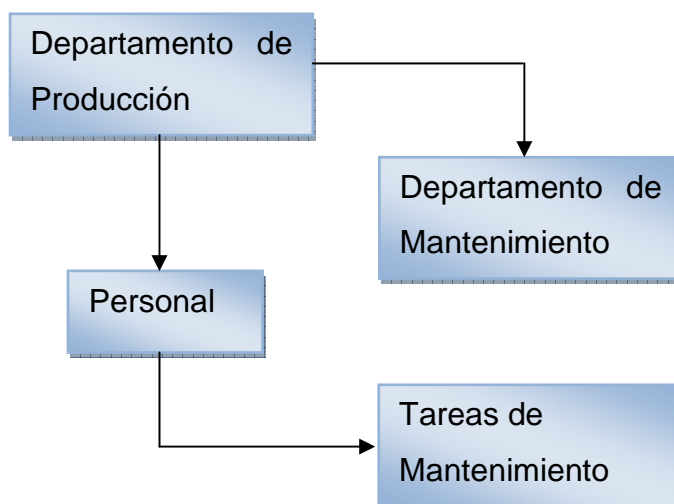 Departamento de
Producción
Departamento de
Mantenimiento
Personal
Tareas de
Mantenimiento